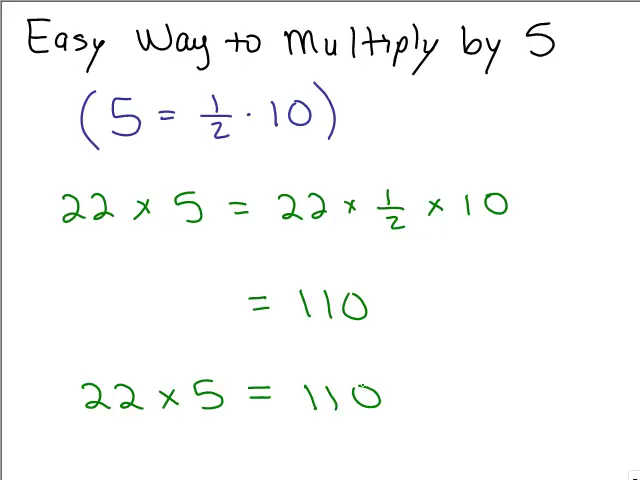 Easy Way to Multiply by 5
(5 = 1/2 · 10)
22 × 5 = 22 × 1/2 × 10
= 110
22 × 5 = 110